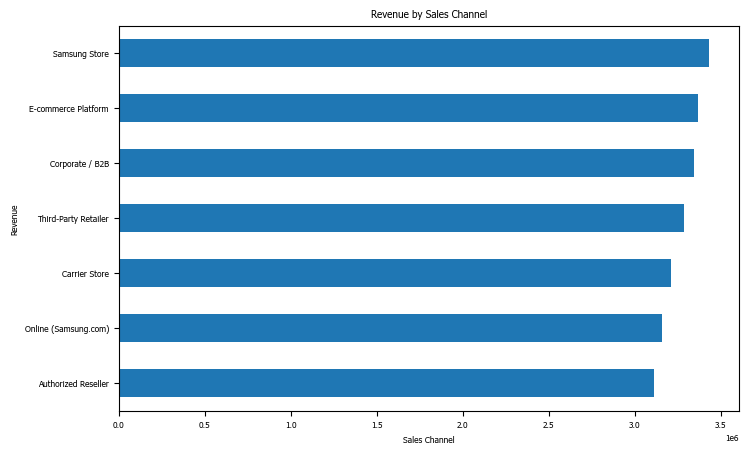 Revenue by Sales Channel
Samsung Store
E-commerce Platform
Corporate / B2B
Third-Party Retailer
Carrier Store
Online (Samsung.com)
Authorized Reseller
Revenue
0.0 0.5 1.0 1.5 2.0 2.5 3.0 3.5
1e6
Sales Channel